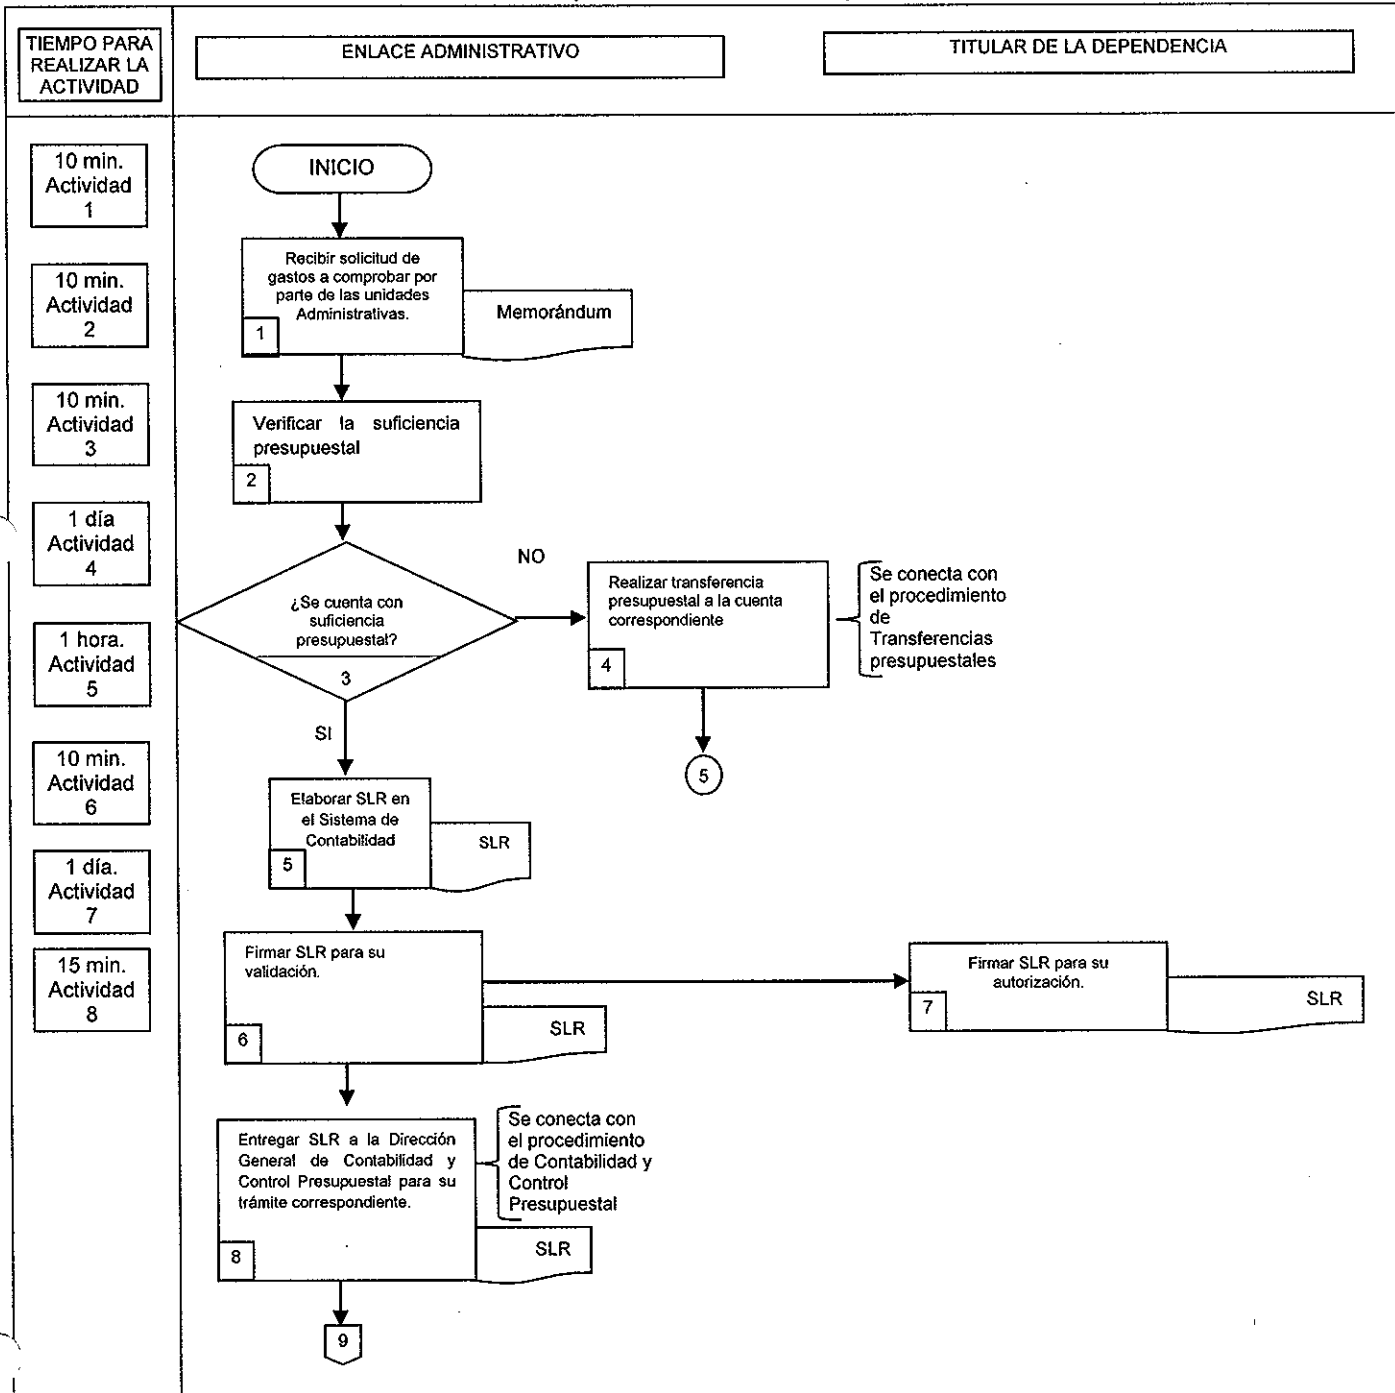 TIEMPO PARA
REALIZAR LA
ACTIVIDAD
ENLACE ADMINISTRATIVO
TITULAR DE LA DEPENDENCIA
10 min.
Actividad
1
10 min.
Actividad
2
10 min.
Actividad
3
1 día
Actividad
4
1 hora.
Actividad
5
10 min.
Actividad
6
1 día.
Actividad
7
15 min.
Actividad
8
INICIO
Recibir solicitud de
gastos a comprobar por
parte de las unidades
Administrativas.
1
Memorándum
Verificar la suficiencia
presupuestal
2
¿Se cuenta con
suficiencia
presupuestal?
3
NO
Realizar transferencia
presupuestal a la cuenta
correspondiente
4
Se conecta con
el procedimiento
de
Transferencias
presupuestales
5
SI
Elaborar SLR en
el Sistema de
Contabilidad
5
SLR
Firmar SLR para su
validación.
6
SLR
Firmar SLR para su
autorización.
7
SLR
Entregar SLR a la Dirección
General de Contabilidad y
Control Presupuestal para su
trámite correspondiente.
8
Se conecta con
el procedimiento
de Contabilidad y
Control
Presupuestal
SLR
9